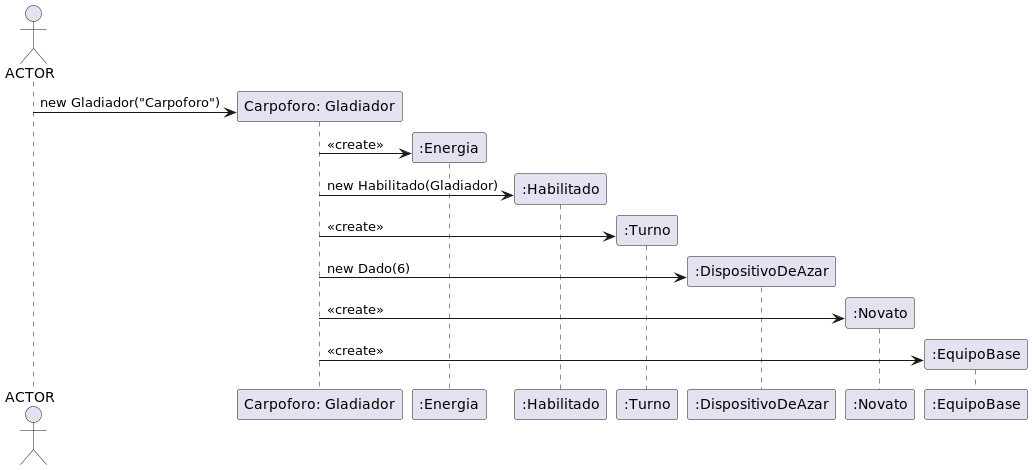 ACTOR
new Gladiador("Carpoforo")
Carpoforo: Gladiador
«create»
:Energia
new Habilitado(Gladiador)
:Habilitado
«create»
:Turno
new Dado(6)
:DispositivoDeAzar
«create»
:Novato
«create»
:EquipoBase
ACTOR
Carpoforo: Gladiador
:Energia
:Habilitado
:Turno
:DispositivoDeAzar
:Novato
:EquipoBase